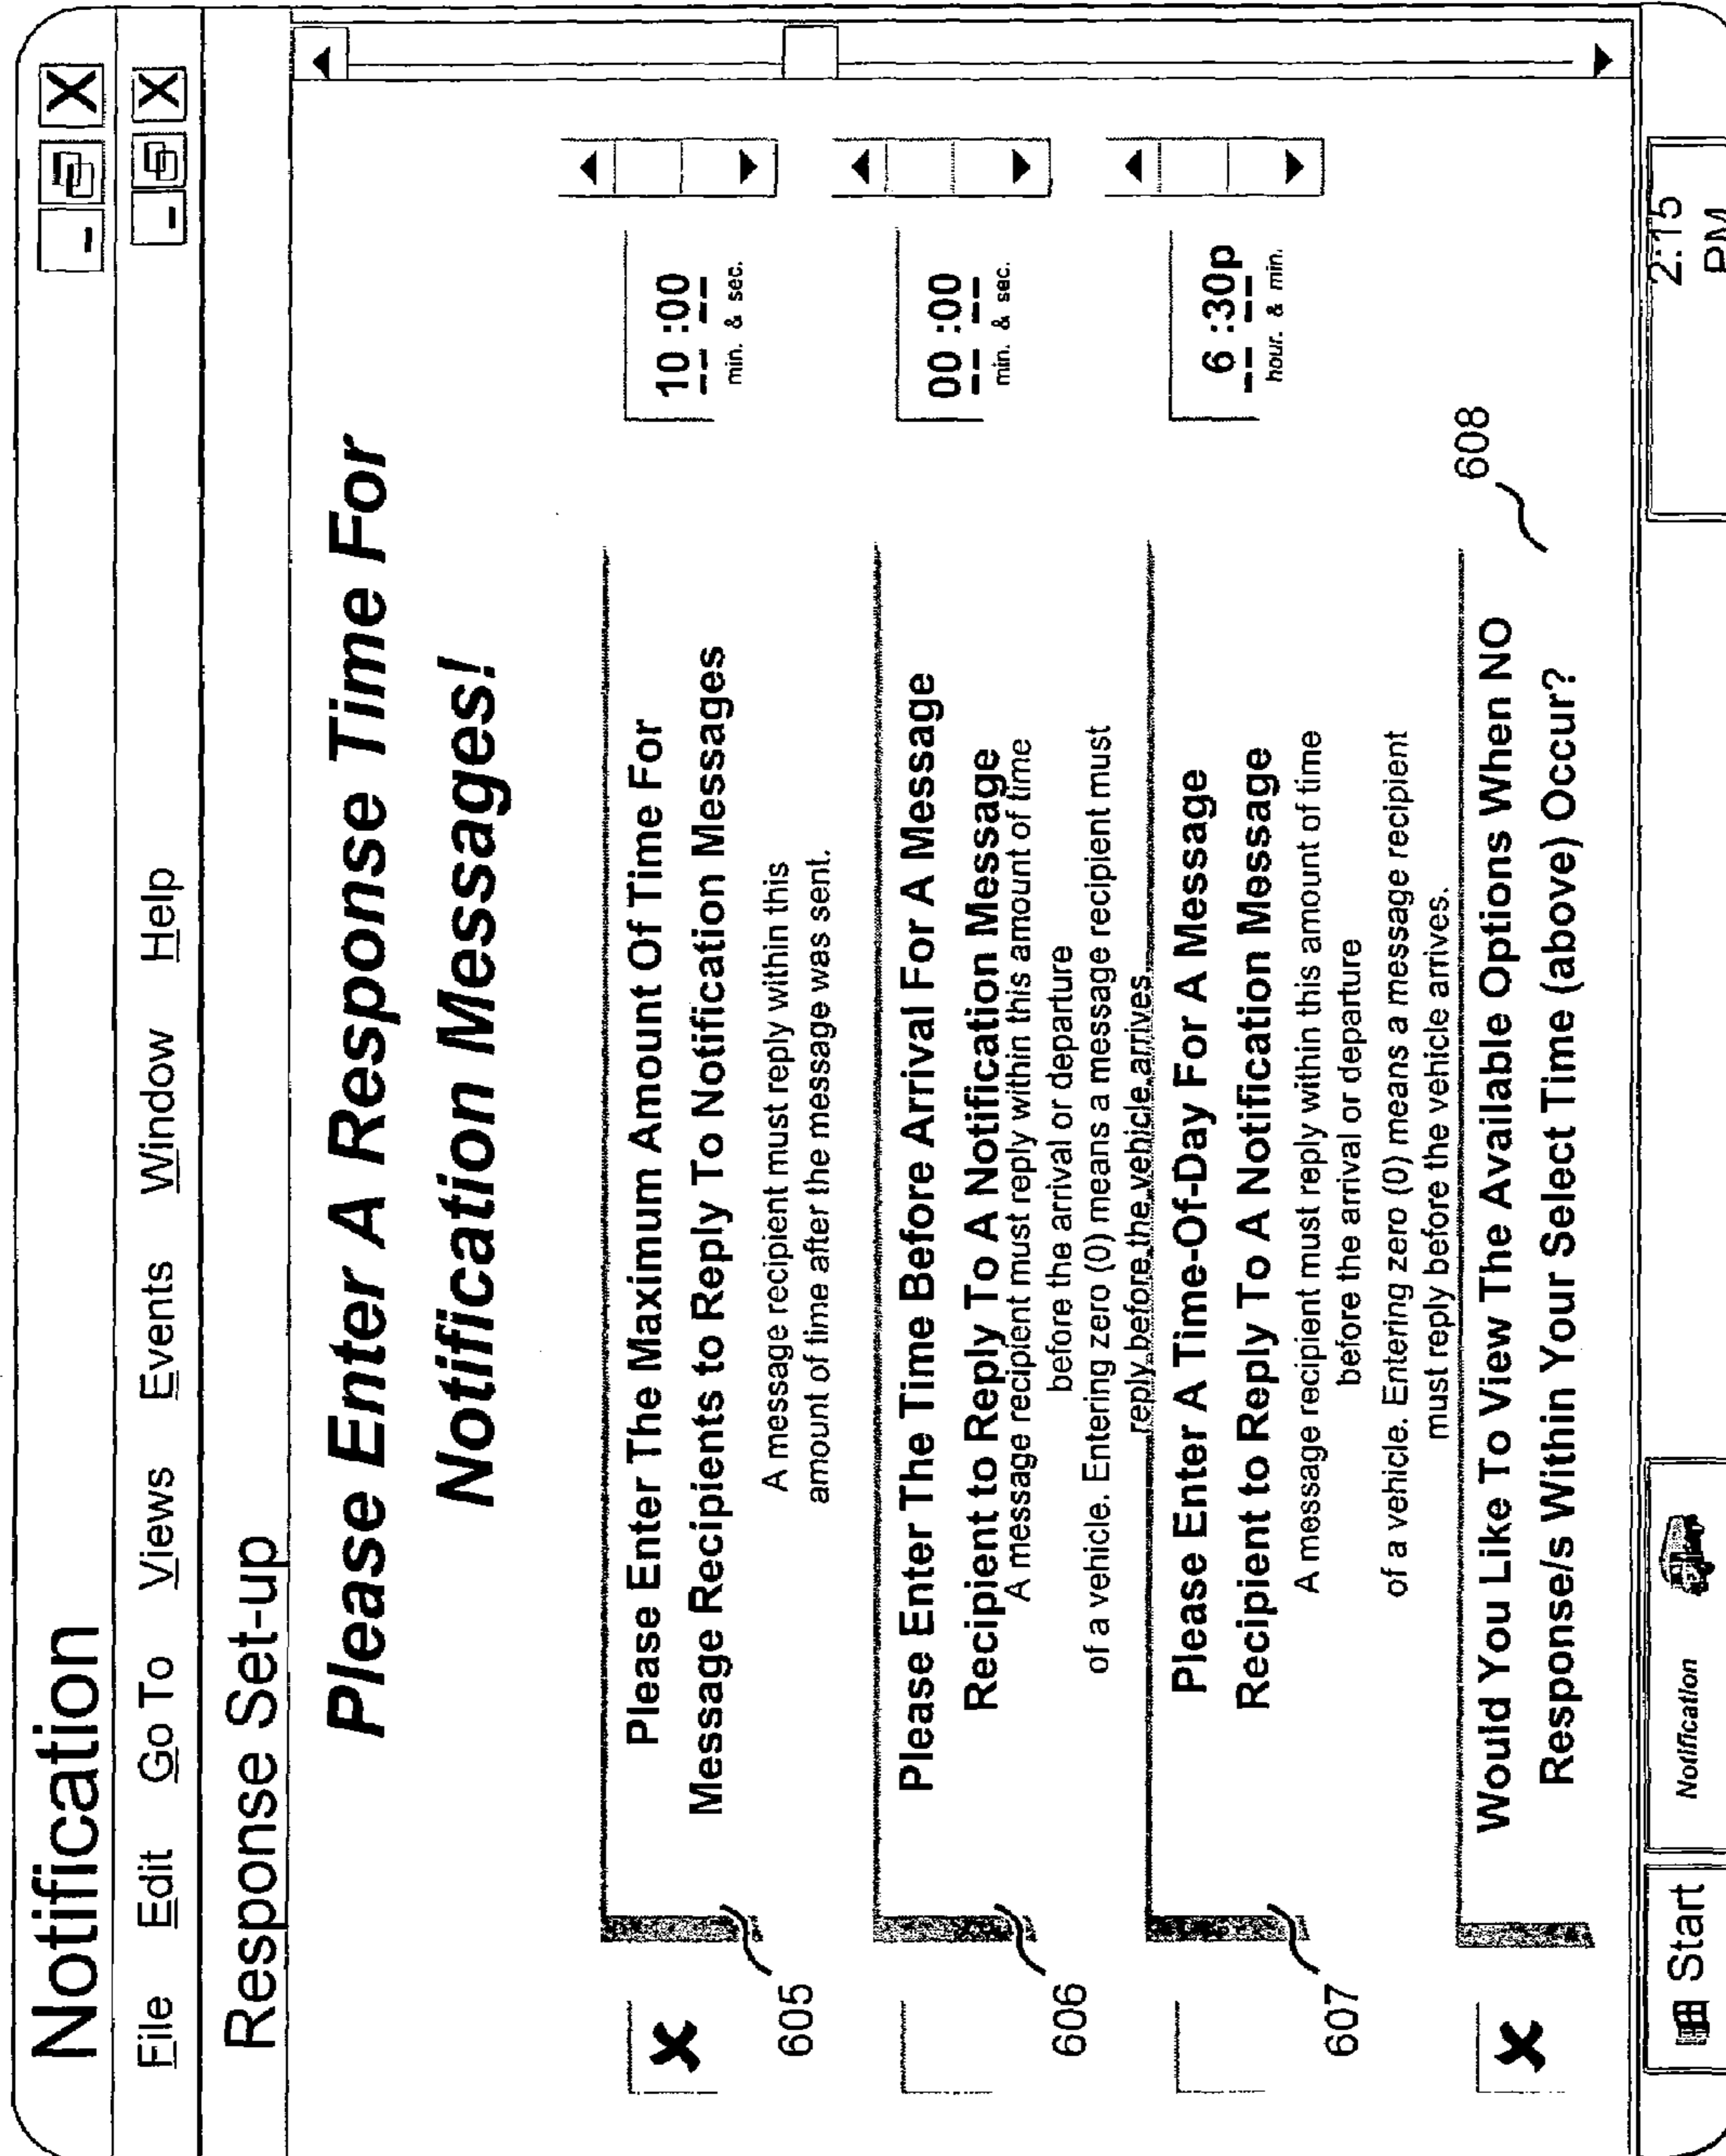 Notification
File Edit Go To Views Events Window Help
Response Set-up
Please Enter A Response Time For
Notification Messages!
Please Enter The Maximum Amount Of Time For
Message Recipients to Reply To Notification Messages
A message recipient must reply within this
amount of time after the message was sent.
10 :00
min. & sec.
605
Please Enter The Time Before Arrival For A Message
Recipient to Reply To A Notification Message
A message recipient must reply within this amount of time
before the arrival or departure
of a vehicle. Entering zero (0) means a message recipient must
reply before the vehicle arrives.
00 :00
min. & sec.
606
Please Enter A Time-Of-Day For A Message
Recipient to Reply To A Notification Message
A message recipient must reply within this amount of time
before the arrival or departure
of a vehicle. Entering zero (0) means a message recipient
must reply before the vehicle arrives.
6 :30p
hour. & min.
607
608
Would You Like To View The Available Options When NO
Response/s Within Your Select Time (above) Occur?
Start Notification 2:15
PM